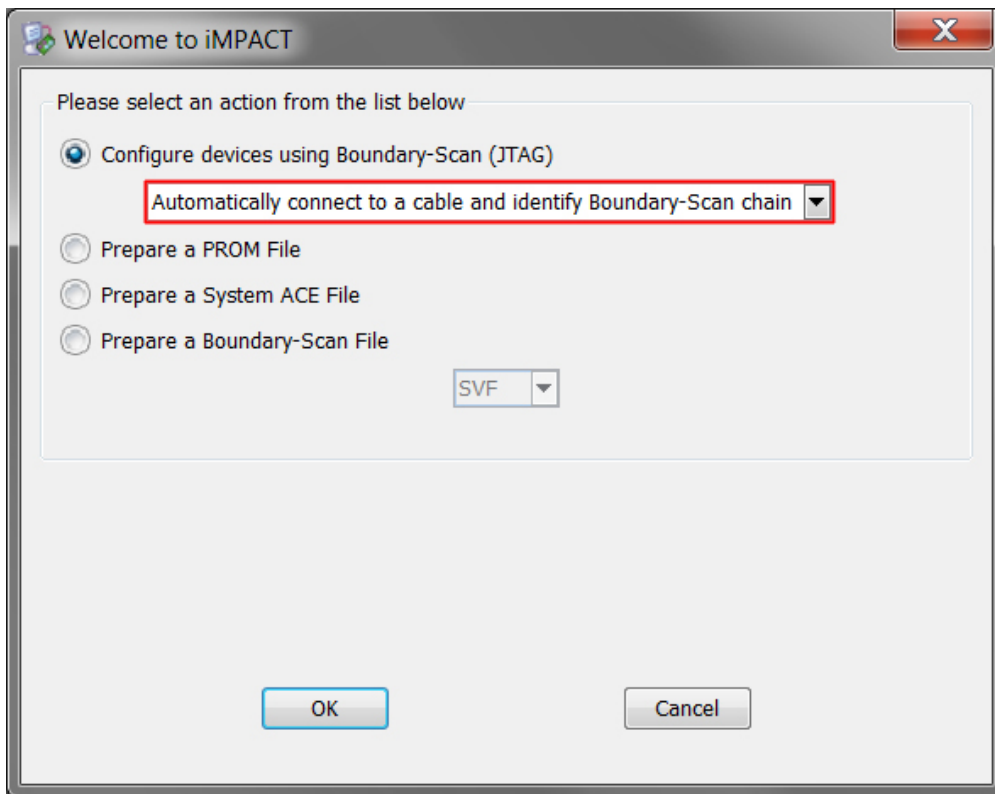 Welcome to iMPACT
X
Please select an action from the list below
Configure devices using Boundary-Scan (JTAG)
Automatically connect to a cable and identify Boundary-Scan chain
Prepare a PROM File
Prepare a System ACE File
Prepare a Boundary-Scan File
SVF
OK Cancel